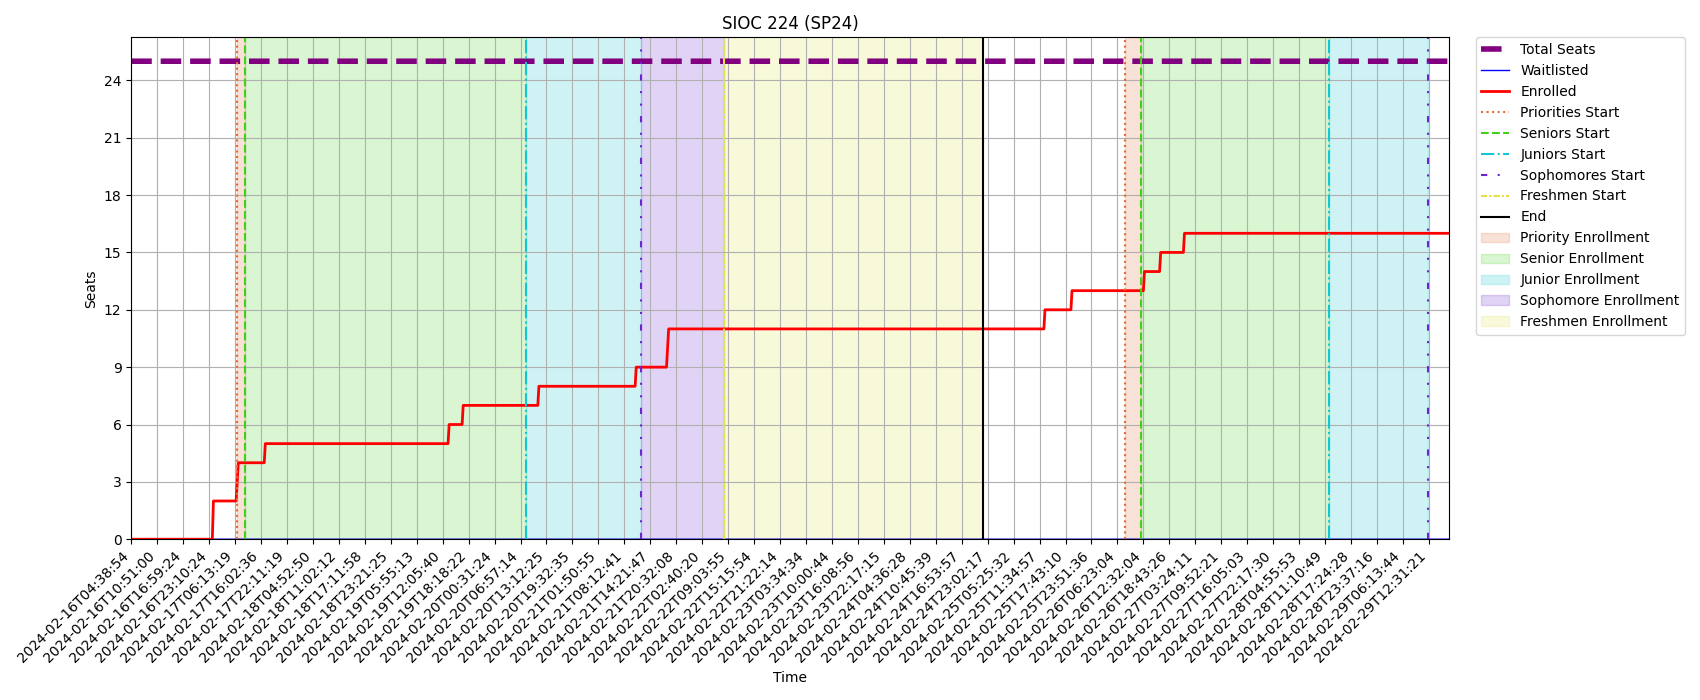 SIOC 224 (SP24)
Seats
24
21
18
15
12
9
6
3
0
2024-02-16T04:38:54
2024-02-16T10:51:00
2024-02-16T16:59:24
2024-02-16T23:10:24
2024-02-17T06:13:19
2024-02-17T16:02:36
2024-02-17T22:11:19
2024-02-18T04:52:50
2024-02-18T11:02:12
2024-02-18T17:11:58
2024-02-18T23:21:25
2024-02-19T05:55:13
2024-02-19T12:05:40
2024-02-19T18:18:22
2024-02-20T00:31:24
2024-02-20T06:57:14
2024-02-20T13:12:25
2024-02-20T19:32:35
2024-02-21T01:50:55
2024-02-21T08:12:41
2024-02-21T14:21:47
2024-02-21T20:32:08
2024-02-22T02:40:20
2024-02-22T09:03:55
2024-02-22T15:15:54
2024-02-22T21:22:14
2024-02-23T03:34:34
2024-02-23T10:00:44
2024-02-23T16:08:56
2024-02-23T22:17:15
2024-02-24T04:36:28
2024-02-24T10:45:39
2024-02-24T16:53:57
2024-02-24T23:02:17
2024-02-25T05:25:32
2024-02-25T11:34:57
2024-02-25T17:43:10
2024-02-25T23:51:36
2024-02-26T06:23:04
2024-02-26T12:32:04
2024-02-26T18:43:26
2024-02-27T03:24:11
2024-02-27T09:52:21
2024-02-27T16:05:03
2024-02-27T22:17:30
2024-02-28T04:55:53
2024-02-28T11:10:49
2024-02-28T17:24:28
2024-02-28T23:37:16
2024-02-29T06:13:44
2024-02-29T12:31:21
Time
Total Seats
Waitlisted
Enrolled
Priorities Start
Seniors Start
Juniors Start
Sophomores Start
Freshmen Start
End
Priority Enrollment
Senior Enrollment
Junior Enrollment
Sophomore Enrollment
Freshmen Enrollment